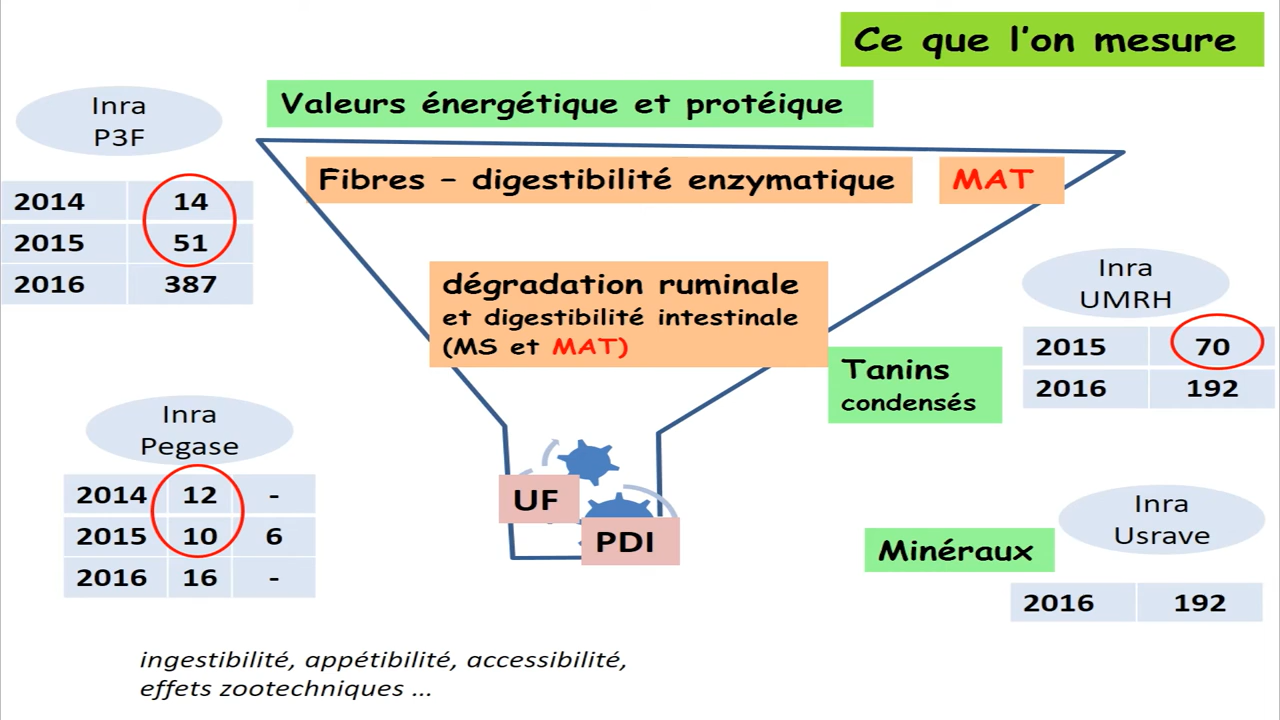 Ce que l'on mesure
Valeurs énergétique et protéique
Inra
P3F
2014 14
2015 51
2016 387
Fibres – digestibilité enzymatique
MAT
dégradation ruminale
et digestibilité intestinale
(MS et MAT)
Inra
UMRH
2015 70
2016 192
Tanins
condensés
Inra
Pegase
2014 12 -
2015 10 6
2016 16 -
UF
PDI
Inra
Usrave
Minéraux
2016 192
ingestibilité, appétibilité, accessibilité,
effets zootechniques ...